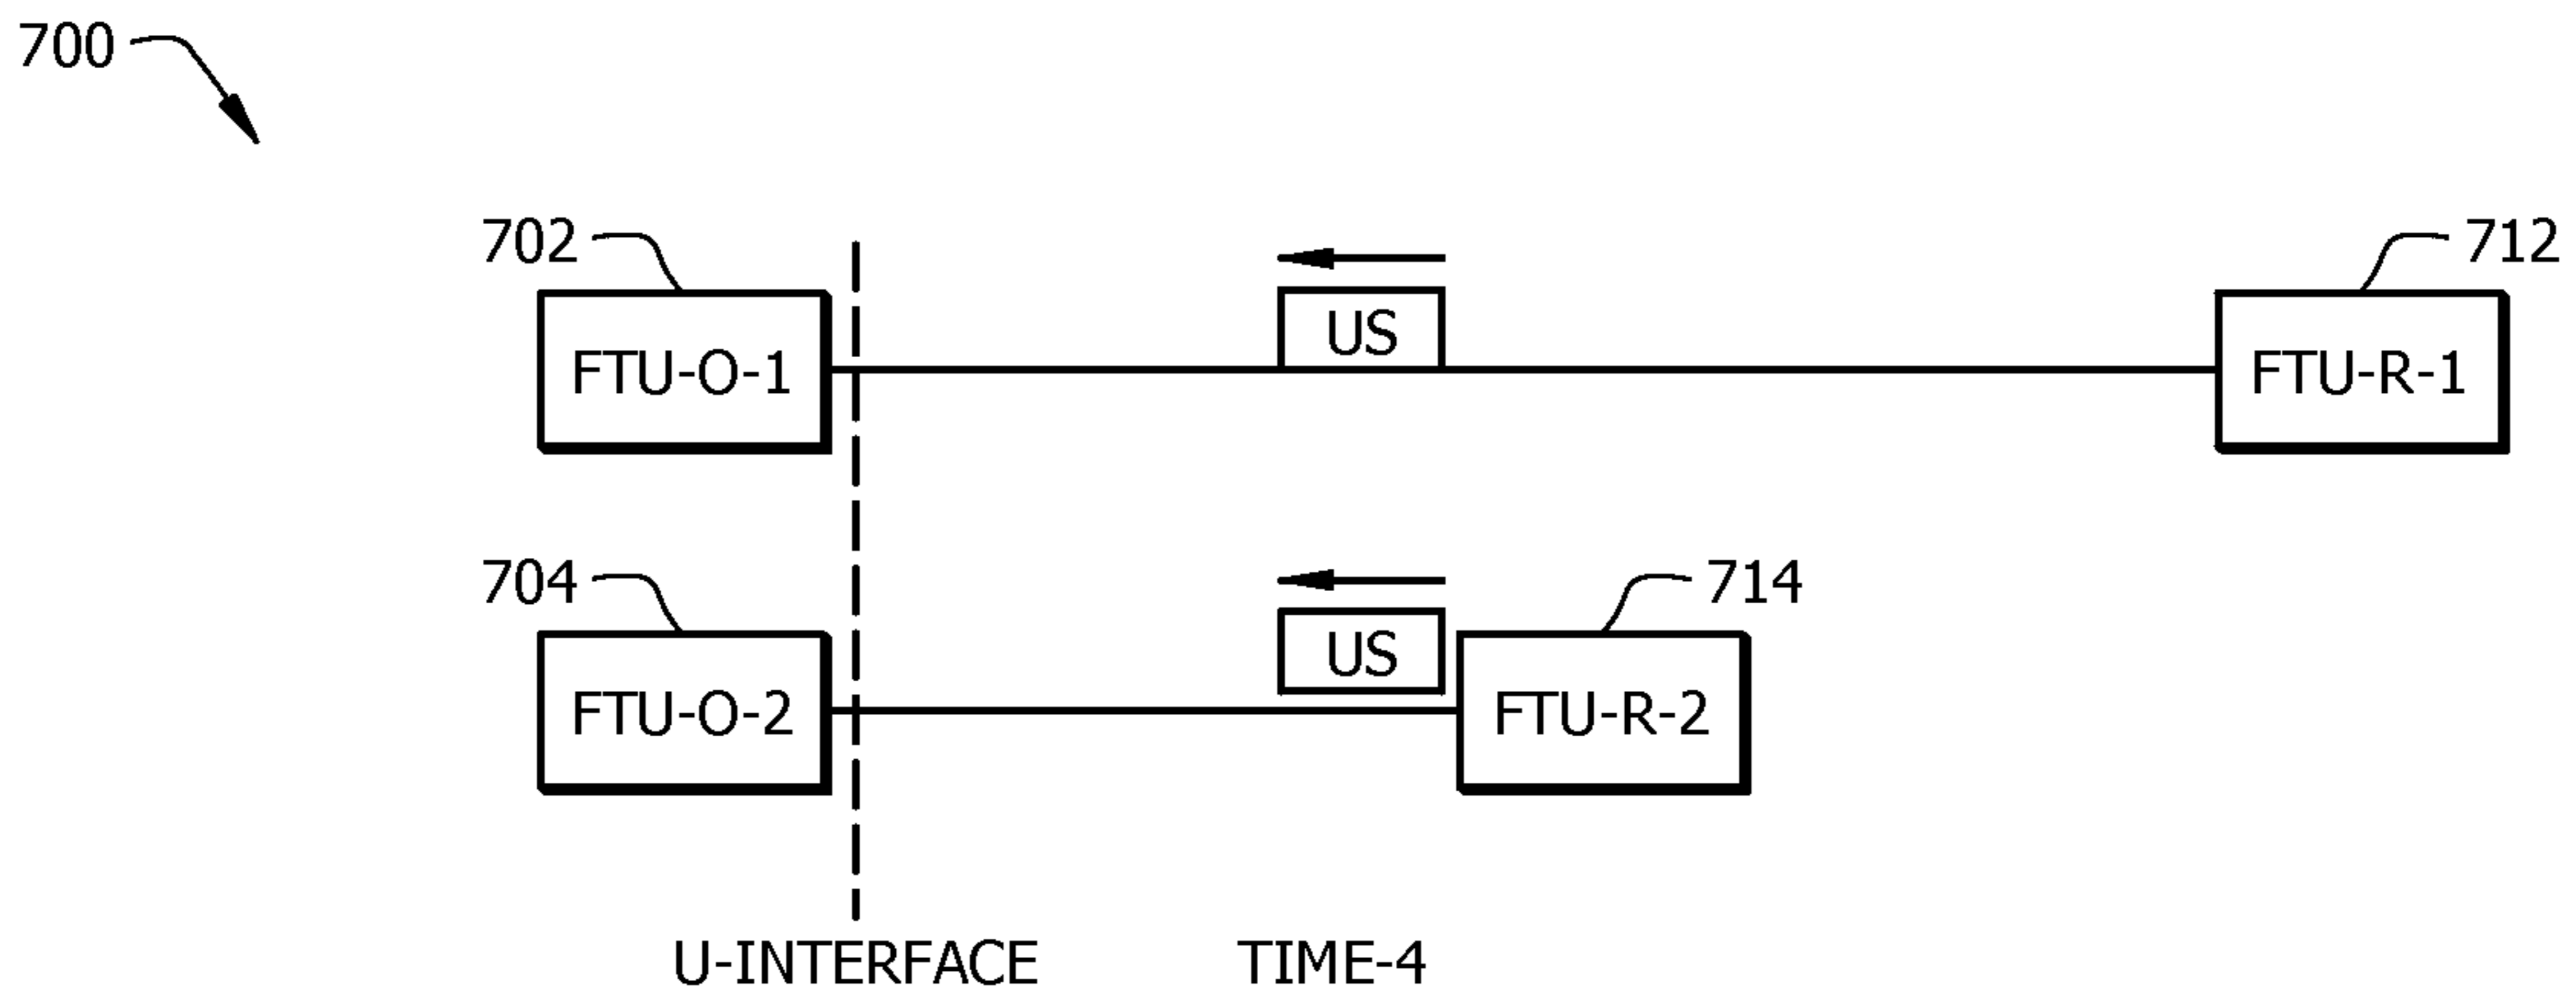 700
702
712
US
FTU-O-1
FTU-R-1
704
714
US
FTU-O-2
FTU-R-2
U-INTERFACE
TIME-4